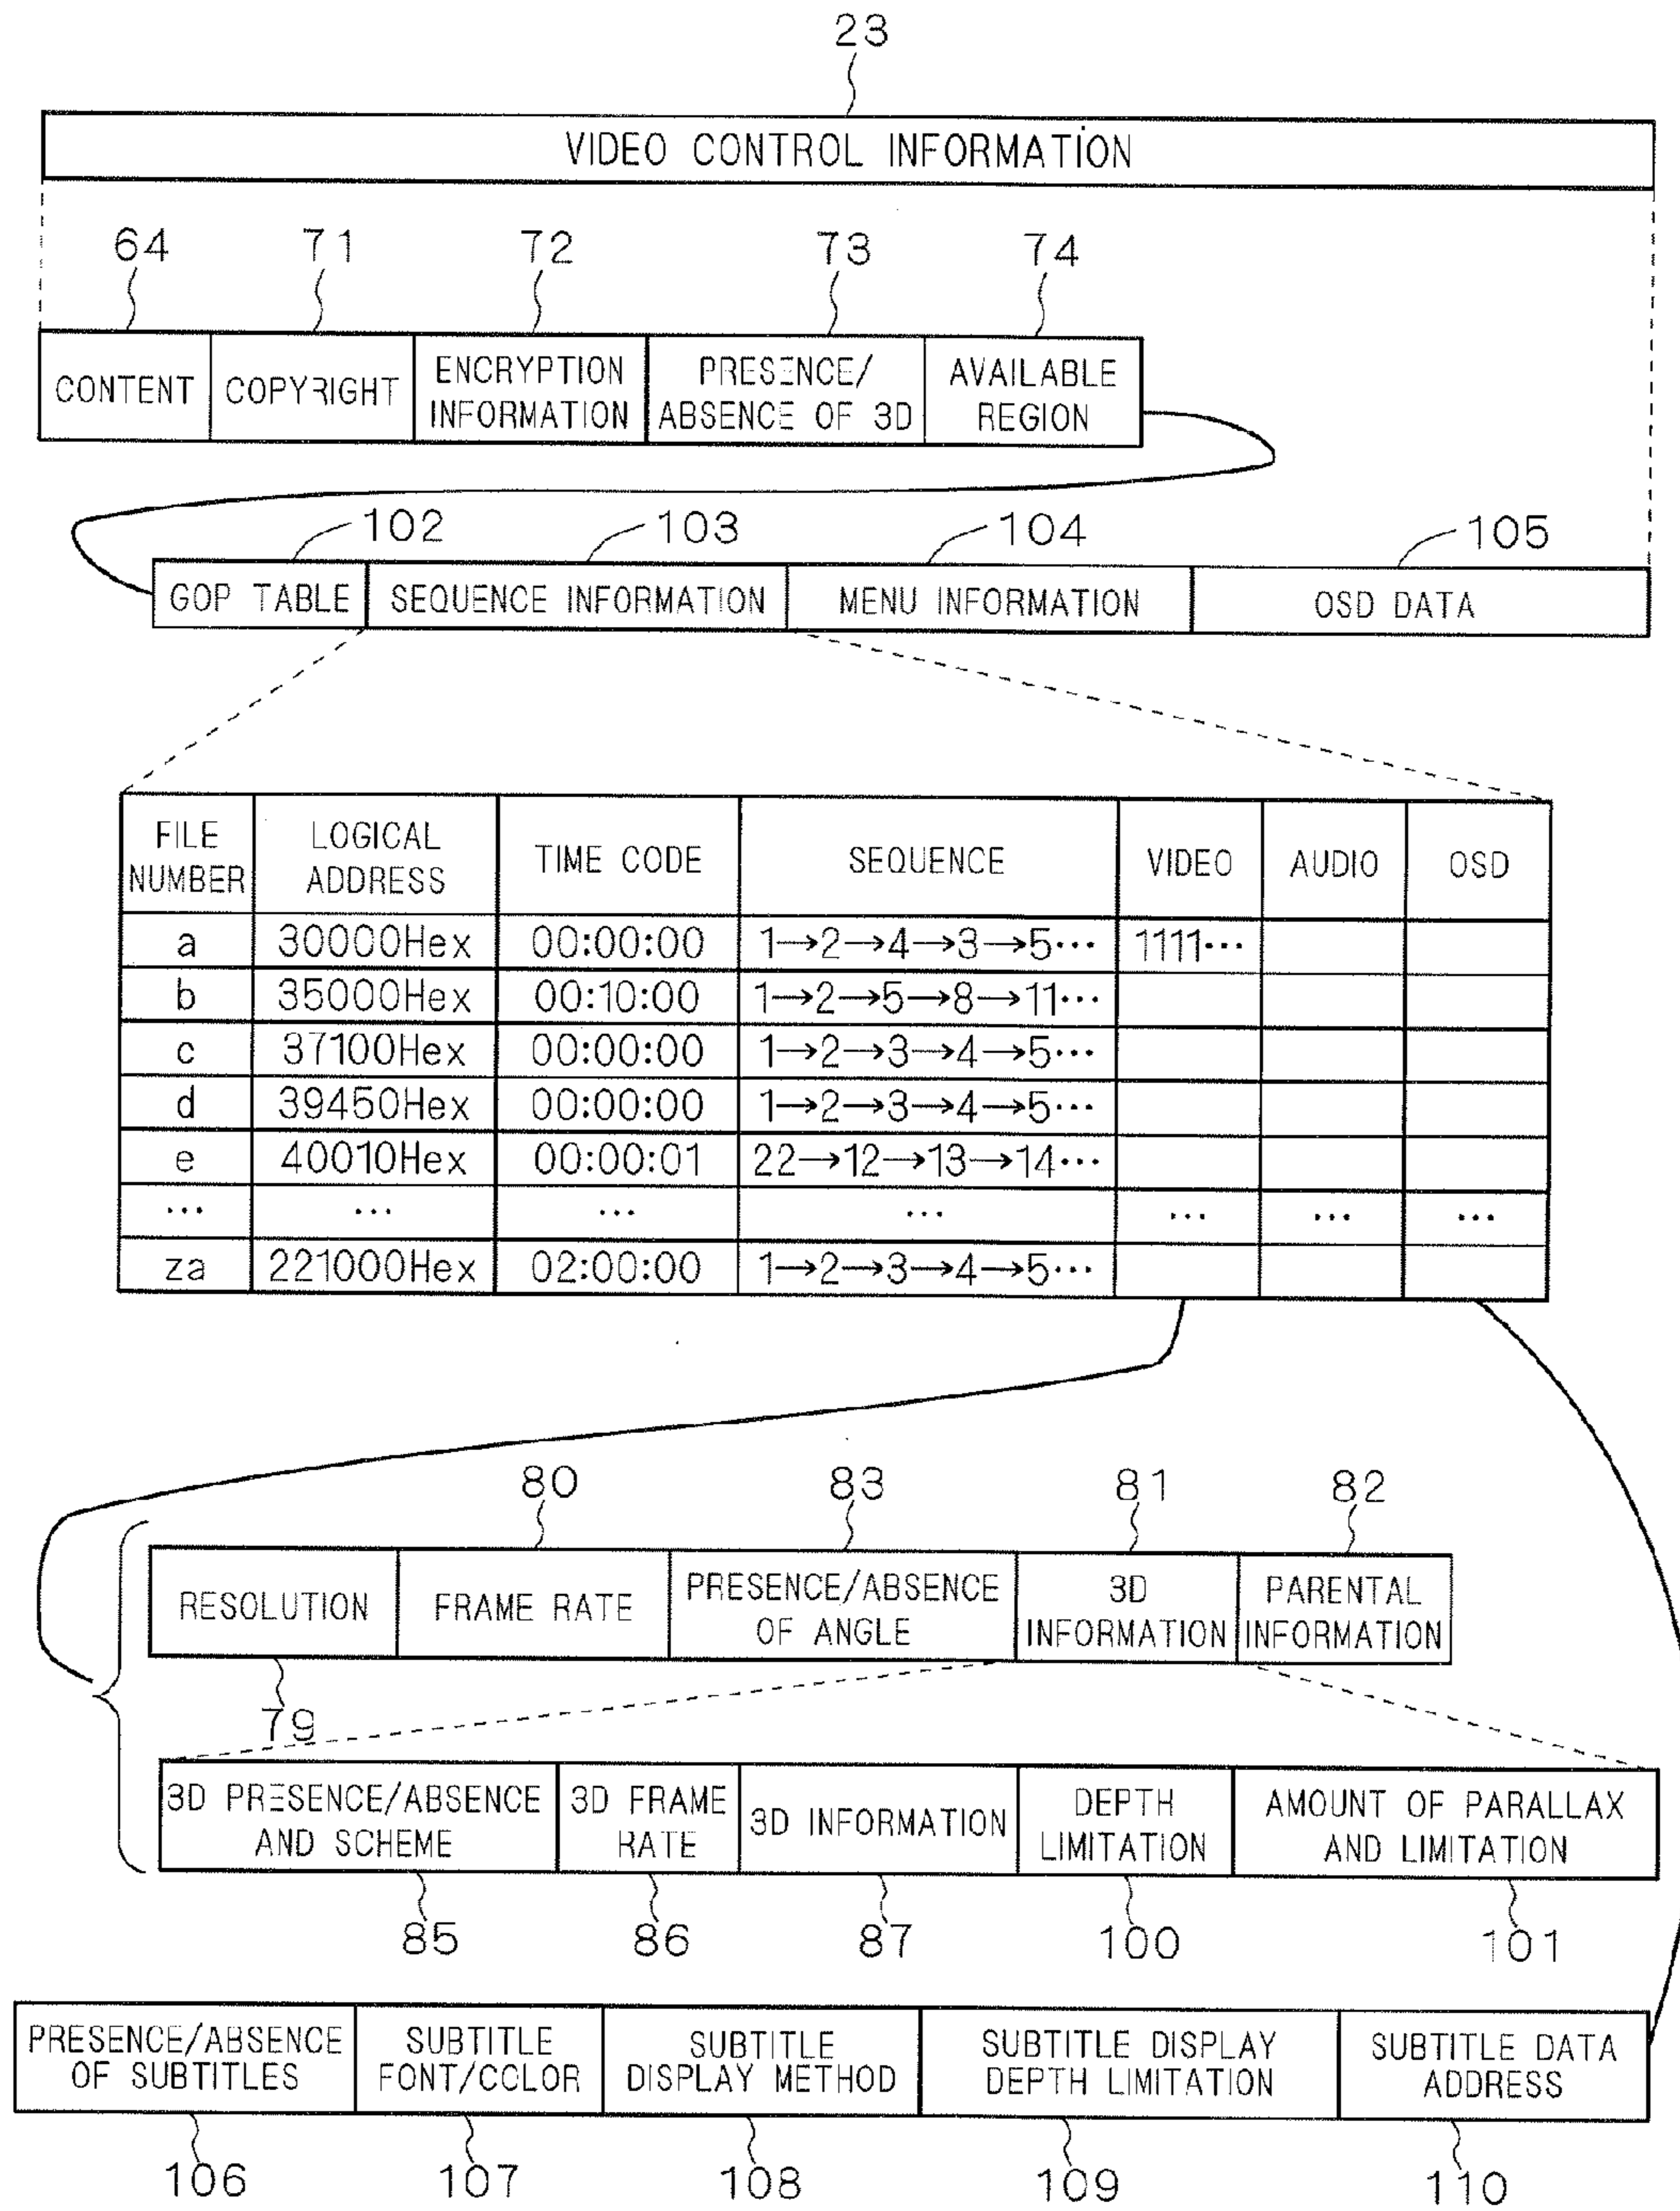 23
VIDEO CONTROL INFORMATION
64 71 72 73 74
CONTENT
COPYRIGHT
ENCRYPTION
INFORMATION
PRESENCE/
ABSENCE OF 3D
AVAILABLE
REGION
102 103 104 105
GOP TABLE SEQUENCE INFORMATION MENU INFORMATION OSD DATA
FILE
NUMBER
LOGICAL
ADDRESS
TIME CODE
SEQUENCE
VIDEO
AUDIO
OSD
a 30000Hex 00:00:00 1→2→4→3→5⋯ 1111⋯
b 35000Hex 00:10:00 1→2→5→8→11⋯
c 37100Hex 00:00:00 1→2→3→4→5⋯
d 39450Hex 00:00:00 1→2→3→4→5⋯
e 40010Hex 00:00:01 22→12→13→14⋯
⋯ ⋯ ⋯ ⋯ ⋯ ⋯ ⋯
za 221000Hex 02:00:00 1→2→3→4→5⋯
80 83 81 82
RESOLUTION
FRAME RATE
PRESENCE/ABSENCE
OF ANGLE
3D
INFORMATION
PARENTAL
INFORMATION
79
3D PRESENCE/ABSENCE
AND SCHEME
3D FRAME
RATE
3D INFORMATION
DEPTH
LIMITATION
AMOUNT OF PARALLAX
AND LIMITATION
85 86 87 100 101
PRESENCE/ABSENCE
OF SUBTITLES
SUBTITLE
FONT/COLOR
SUBTITLE
DISPLAY METHOD
SUBTITLE DISPLAY
DEPTH LIMITATION
SUBTITLE DATA
ADDRESS
106 107 108 109 110